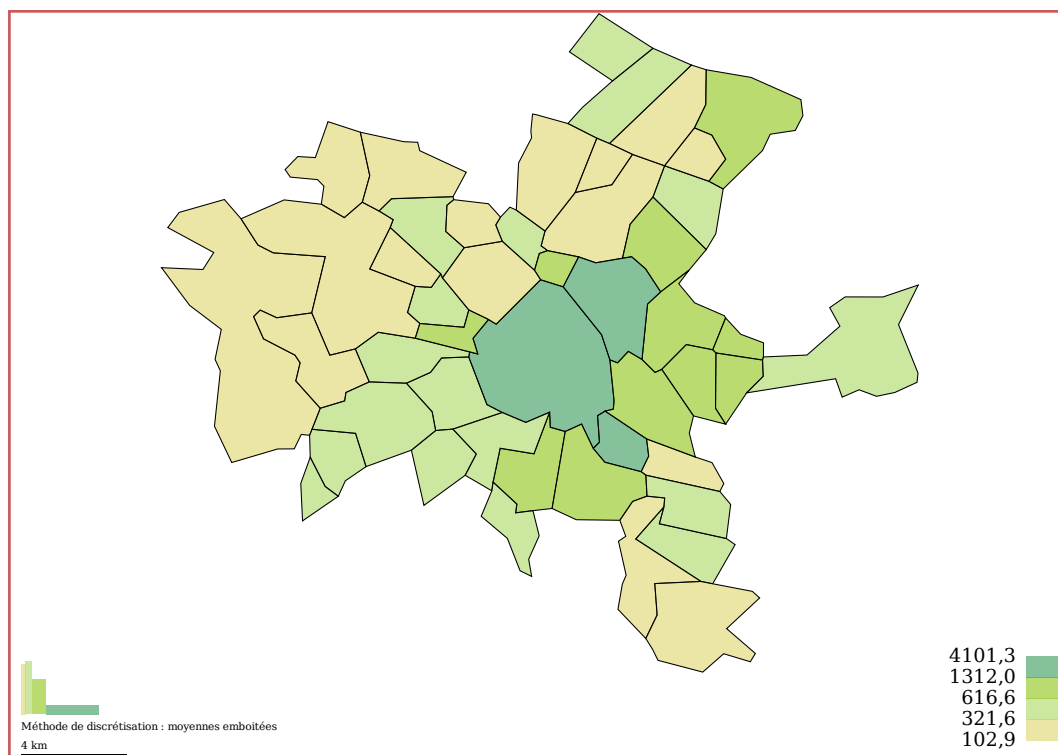 4101,3
1312,0
616,6
321,6
102,9
Méthode de discrétisation : moyennes emboitées
4 km